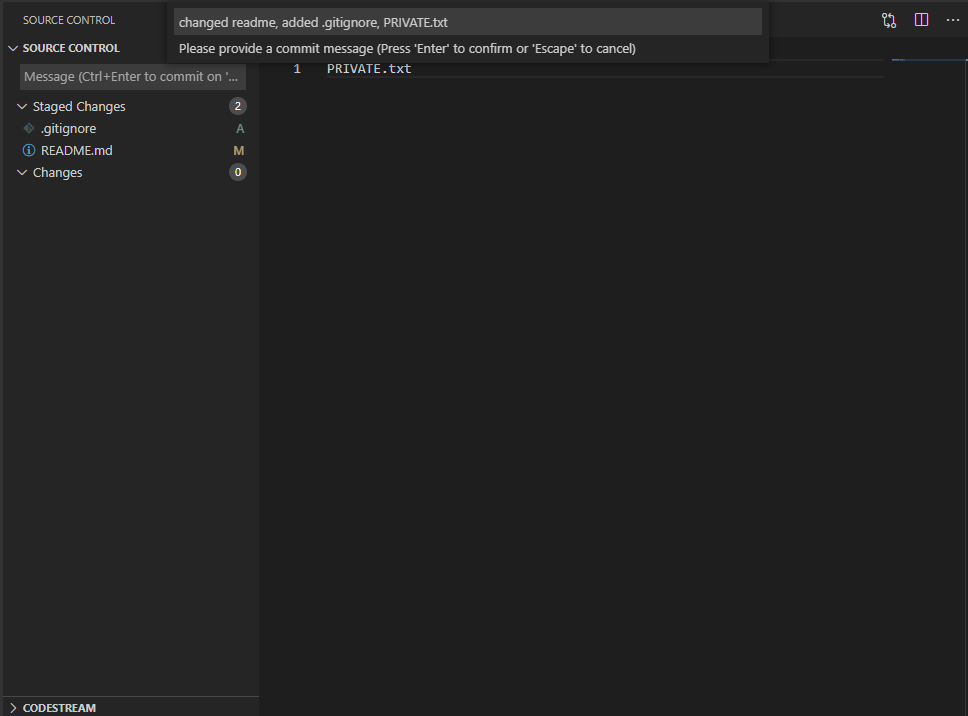 SOURCE CONTROL
changed readme, added .gitignore, PRIVATE.txt
Please provide a commit message (Press 'Enter' to confirm or 'Escape' to cancel)
SOURCE CONTROL
Message (Ctrl+Enter to commit on '...
1 PRIVATE.txt
Staged Changes 2
.gitignore A
README.md M
Changes 0
CODESTREAM